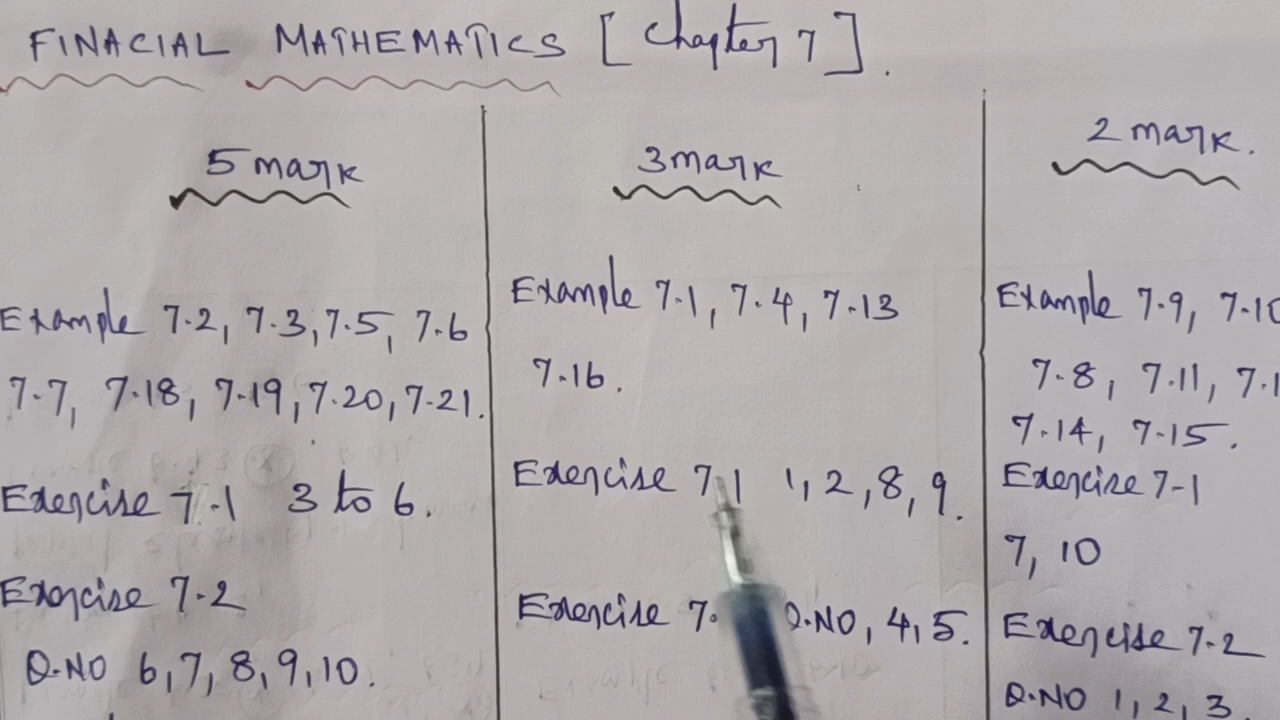 FINACIAL MATHEMATICS [ Chapter 7 ].
5 mark
Example 7.2, 7.3, 7.5, 7.6
7.7, 7.18, 7.19, 7.20, 7.21.
Exercise 7.1 3 to 6.
Exercise 7.2
Q.NO 6, 7, 8, 9, 10.
3 mark
Example 7.1, 7.4, 7.13
7.16.
Exercise 7.1 1, 2, 8, 9.
Exercise Q.NO, 4, 5.
2 mark.
Example 7.9,
7.8, 7.11,
7.14, 7.15.
Exercise 7-1
7, 10
Exercise 7.2
Q.NO 1, 2, 3